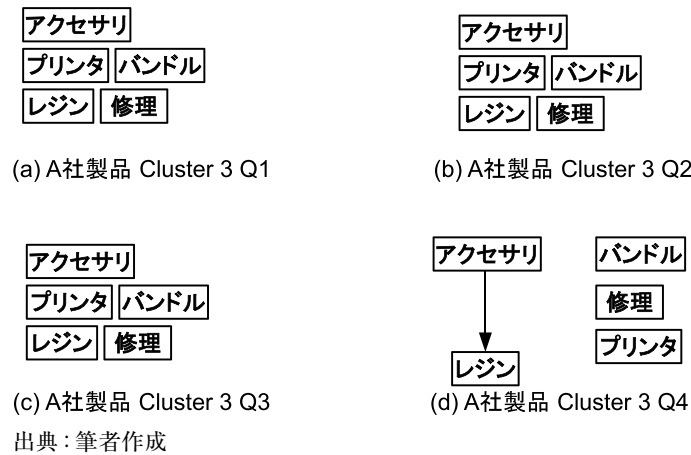 アクセサリ
プリンタ バンドル
レジン 修理
(a) A社製品 Cluster 3 Q1
アクセサリ
プリンタ バンドル
レジン 修理
(b) A社製品 Cluster 3 Q2
アクセサリ
プリンタ バンドル
レジン 修理
(c) A社製品 Cluster 3 Q3
アクセサリ
レジン
バンドル
修理
プリンタ
(d) A社製品 Cluster 3 Q4
出典：筆者作成